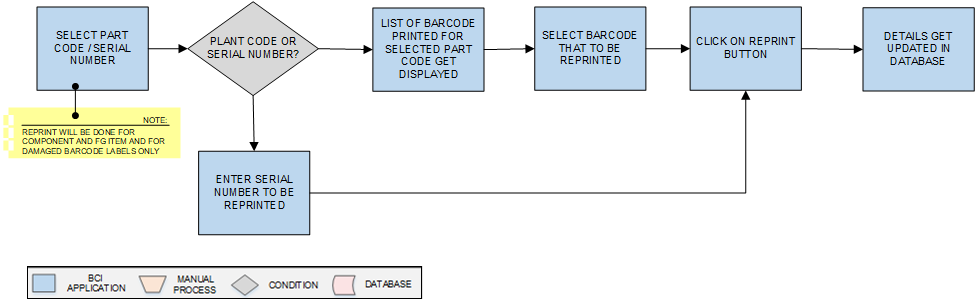 SELECT PART
CODE / SERIAL
NUMBER
PLANT CODE OR
SERIAL NUMBER?
LIST OF BARCODE
PRINTED FOR
SELECTED PART
CODE GET
DISPLAYED
SELECT BARCODE
THAT TO BE
REPRINTED
CLICK ON REPRINT
BUTTON
DETAILS GET
UPDATED IN
DATABASE
NOTE:
REPRINT WILL BE DONE FOR
COMPONENT AND FG ITEM AND FOR
DAMAGED BARCODE LABELS ONLY
ENTER SERIAL
NUMBER TO BE
REPRINTED
BCI
APPLICATION
MANUAL
PROCESS
CONDITION
DATABASE